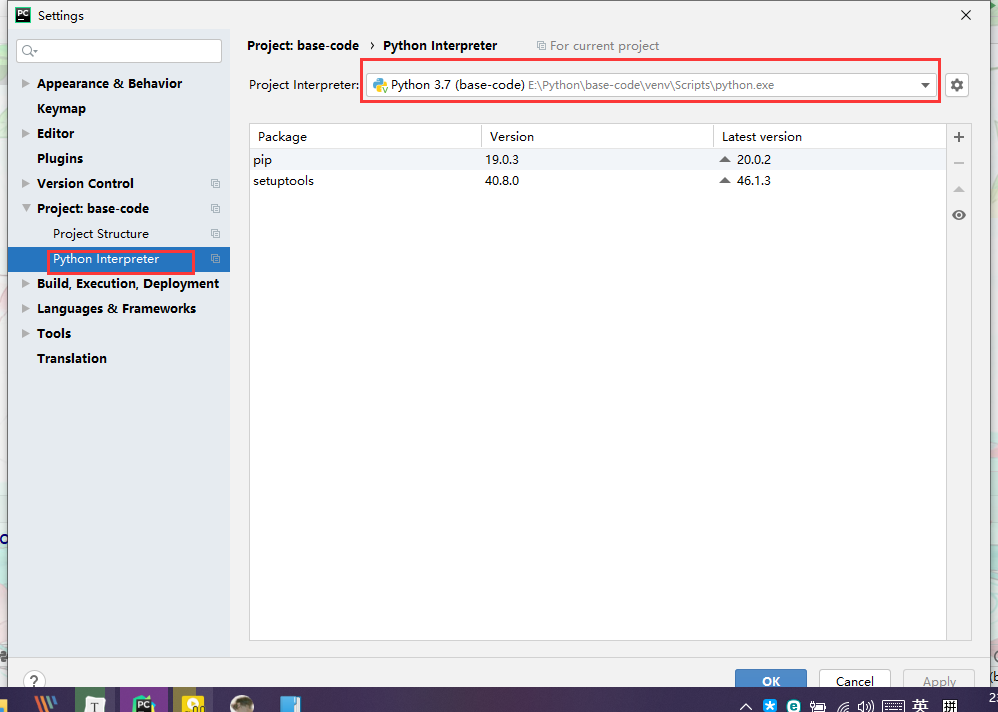 PC Settings
Project: base-code › Python Interpreter For current project
Appearance & Behavior
Keymap
Editor
Plugins
Version Control
Project: base-code
Project Structure
Python Interpreter
Build, Execution, Deployment
Languages & Frameworks
Tools
Translation
Project Interpreter: Python 3.7 (base-code) E:\Python\base-code\venv\Scripts\python.exe
Package Version Latest version
pip 19.0.3 20.0.2
setuptools 40.8.0 46.1.3
? OK Cancel Apply
T PC 英 拼